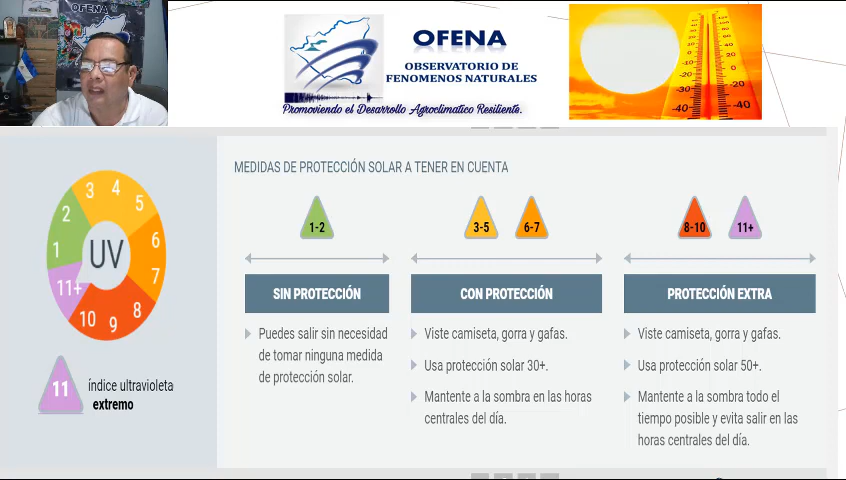 OFENA
OFENA
OBSERVATORIO DE
FENOMENOS NATURALES
Promoviendo el Desarrollo Agroclimatico Resiliente.
MEDIDAS DE PROTECCIÓN SOLAR A TENER EN CUENTA
1-2
3-5
6-7
8-10
11+
SIN PROTECCIÓN
Puedes salir sin necesidad
de tomar ninguna medida
de protección solar.
CON PROTECCIÓN
Viste camiseta, gorra y gafas.
Usa protección solar 30+.
Mantente a la sombra en las horas
centrales del día.
PROTECCIÓN EXTRA
Viste camiseta, gorra y gafas.
Usa protección solar 50+.
Mantente a la sombra todo el
tiempo posible y evita salir en las
horas centrales del día.
UV
1
2
3
4
5
6
7
8
9
10
11+
11
índice ultravioleta
extremo